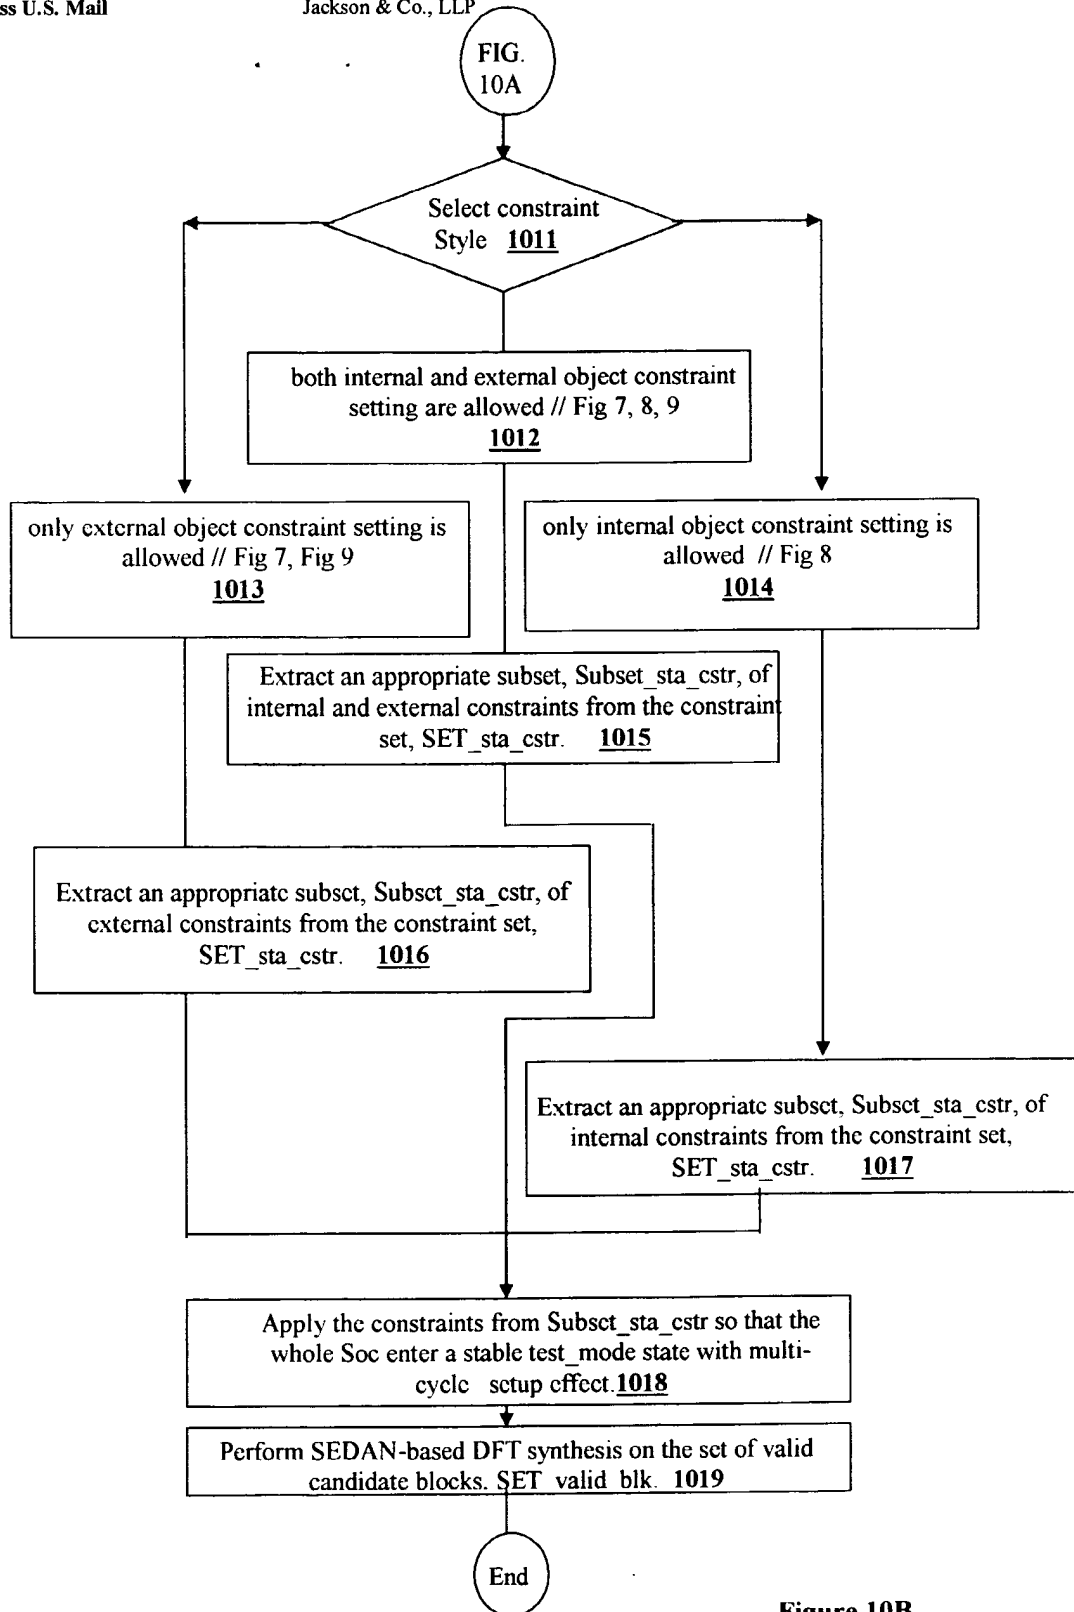 ss U.S. Mail
Jackson & Co., LLP
FIG.
10A
Select constraint
Style 1011
both internal and external object constraint
setting are allowed // Fig 7, 8, 9
1012
only external object constraint setting is
allowed // Fig 7, Fig 9
1013
only internal object constraint setting is
allowed // Fig 8
1014
Extract an appropriate subset, Subset_sta_cstr, of
internal and external constraints from the constraint
set, SET_sta_cstr. 1015
Extract an appropriate subset, Subset_sta_cstr, of
external constraints from the constraint set,
SET_sta_cstr. 1016
Extract an appropriate subset, Subset_sta_cstr, of
internal constraints from the constraint set,
SET_sta_cstr. 1017
Apply the constraints from Subset_sta_cstr so that the
whole Soc enter a stable test_mode state with multi-
cycle setup effect.1018
Perform SEDAN-based DFT synthesis on the set of valid
candidate blocks. SET_valid_blk. 1019
End
Figure 10B